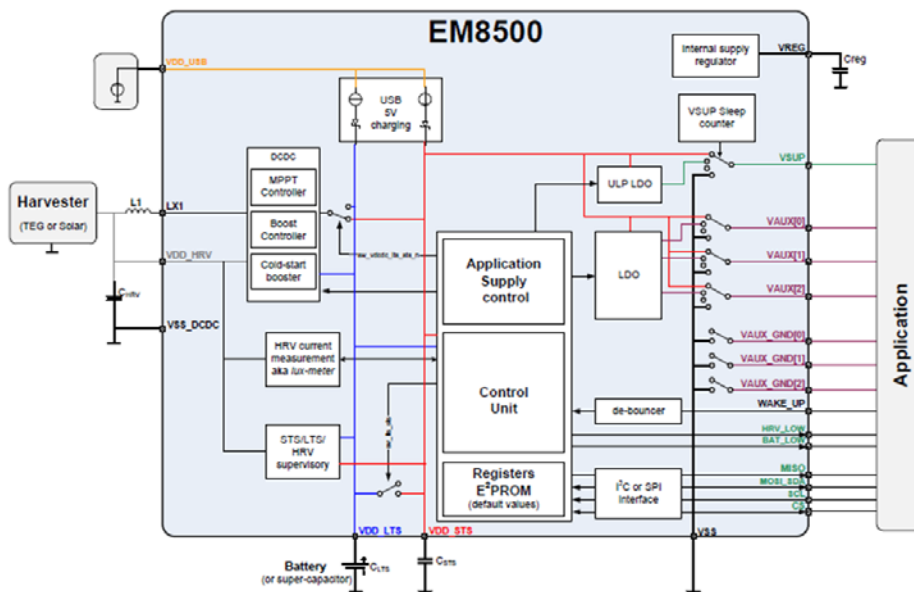 EM8500
VDD_USB
Internal supply
regulator
VREG
Creg
USB
5V
charging
VSUP Sleep
counter
DCDC
MPPT
Controller
Boost
Controller
Cold-start
booster
Harvester
(TEG or Solar)
L1
LX1
VDD_HRV
CHRV
VSS_DCDC
ULP LDO
VSUP
LDO
VAUX[0]
VAUX[1]
VAUX[2]
VAUX_GND[0]
VAUX_GND[1]
VAUX_GND[2]
Application
Supply
control
HRV current
measurement
aka lux-meter
Control
Unit
de-bouncer
WAKE_UP
HRV_LOW
BAT_LOW
STS/LTS/
HRV
supervisory
Registers
E²PROM
(default values)
I²C or SPI
Interface
MISO
MOSI_SDA
SCL
CS
Application
VDD_LTS
VDD_STS
VSS
Battery
(or super-capacitor)
CLTS
CSTS